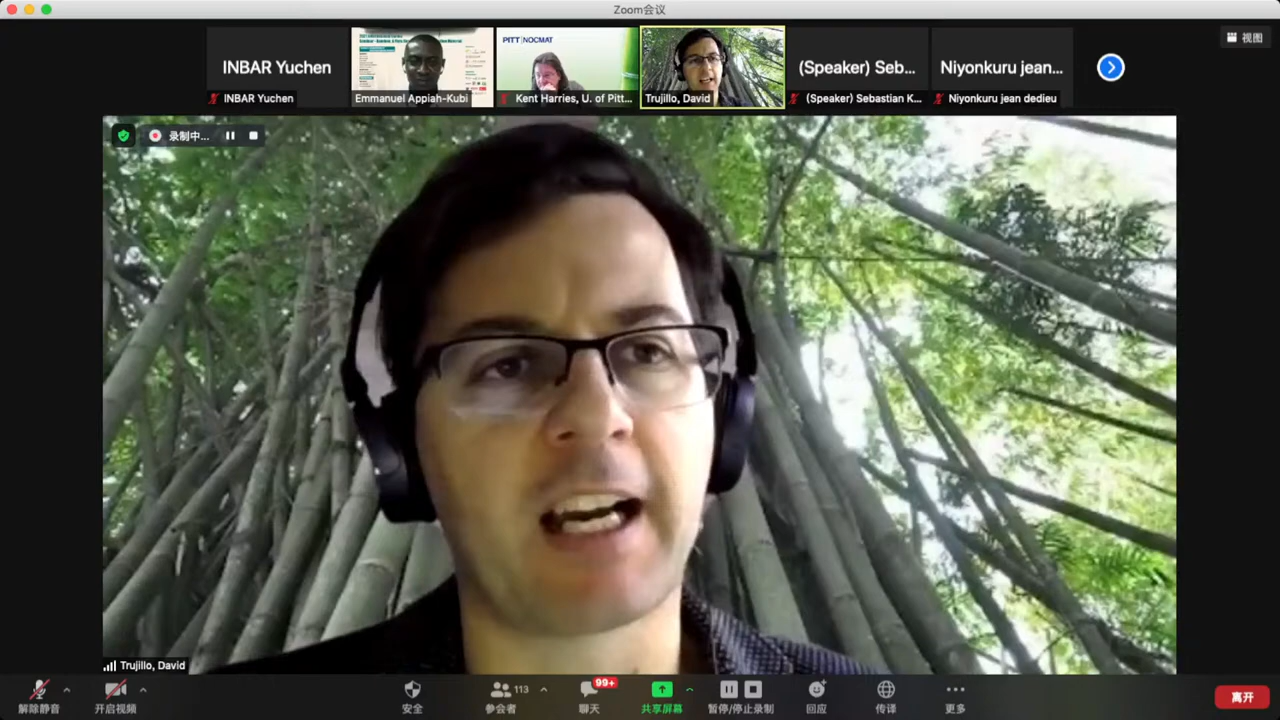 Zoom会议
INBAR Yuchen
INBAR Yuchen
Emmanuel Appiah-Kubi
PITT|NOCMAT
Kent Harries, U. of Pitt...
Trujillo, David
(Speaker) Seb...
(Speaker) Sebastian K...
Niyonkuru jean...
Niyonkuru jean dedieu
视图
录制中...
Trujillo, David
解除静音
开启视频
安全
113
参会者
99+
聊天
共享屏幕
暂停/停止录制
回应
传译
更多
离开